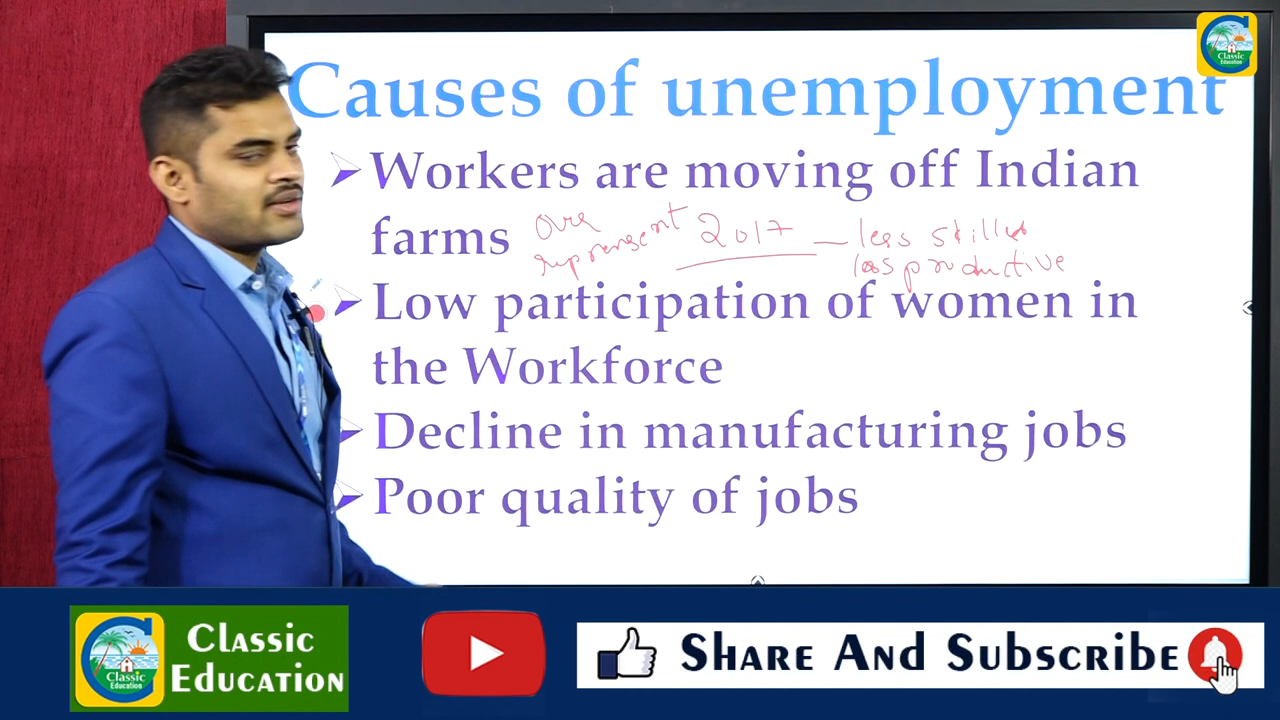 Classic
Education
Causes of unemployment
Workers are moving off Indian
farms
Over
represent 2017 – less skilled
less productive
Low participation of women in
the Workforce
Decline in manufacturing jobs
Poor quality of jobs
Classic
Education
Classic
Education
Share And Subscribe